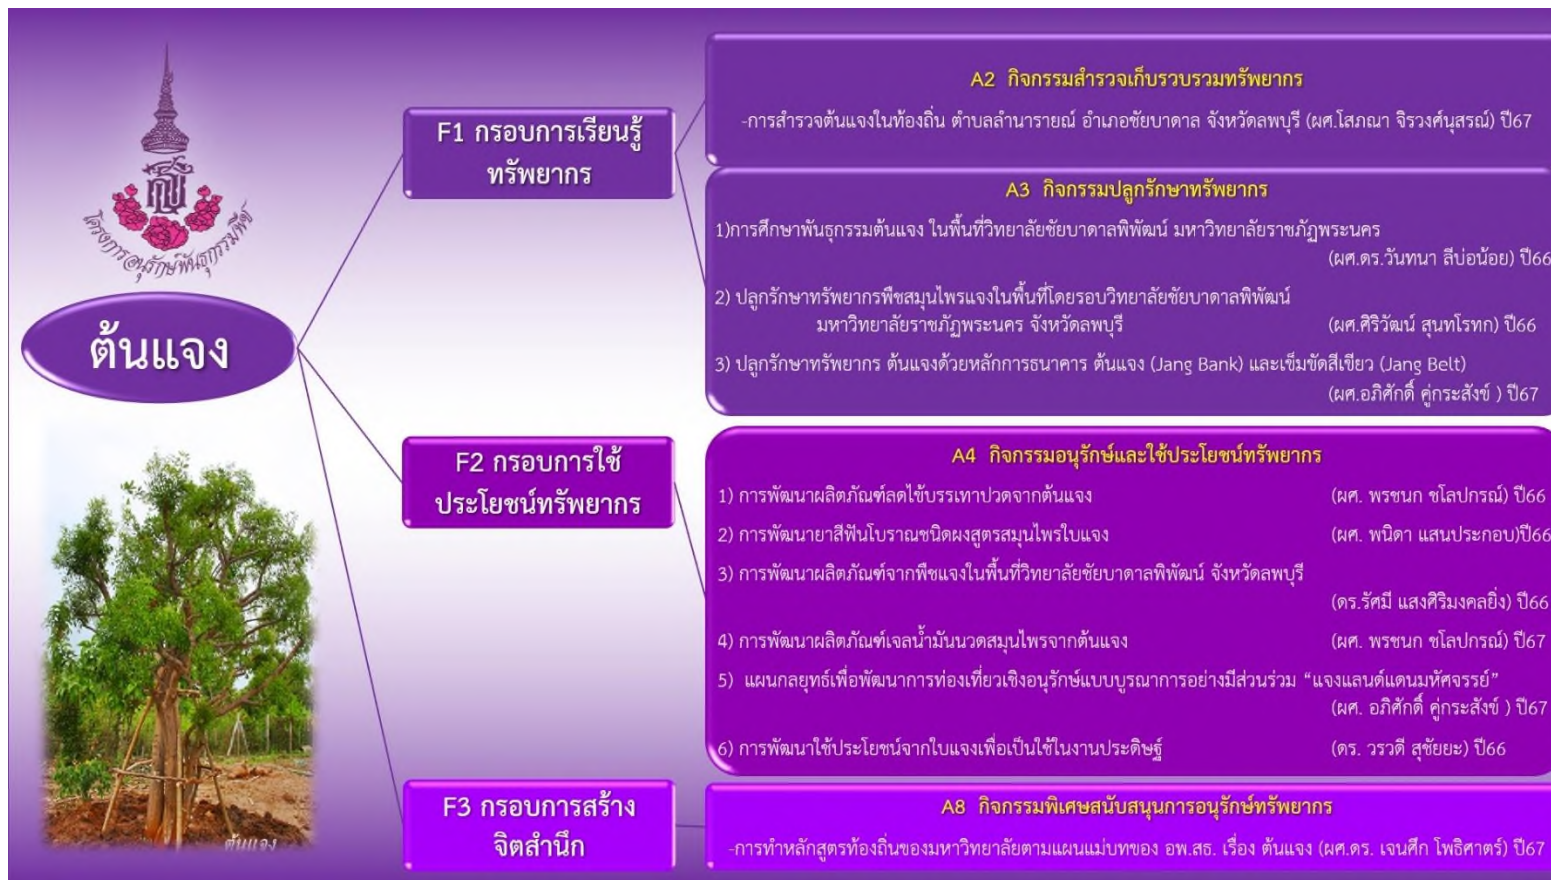 โครงการอนุรักษ์พันธุกรรมพืช
ต้นแจง
ต้นแจง
F1 กรอบการเรียนรู้
ทรัพยากร
A2 กิจกรรมสำรวจเก็บรวบรวมทรัพยากร
-การสำรวจต้นแจงในท้องถิ่น ตำบลลำนารายณ์ อำเภอชัยบาดาล จังหวัดลพบุรี (ผศ.โสภณา จิรวงศ์นุสรณ์) ปี67
A3 กิจกรรมปลูกรักษาทรัพยากร
1)การศึกษาพันธุกรรมต้นแจง ในพื้นที่วิทยาลัยชัยบาดาลพิพัฒน์ มหาวิทยาลัยราชภัฏพระนคร
(ผศ.ดร.วันทนา ลีบ่อน้อย) ปี66
2) ปลูกรักษาทรัพยากรพืชสมุนไพรแจงในพื้นที่โดยรอบวิทยาลัยชัยบาดาลพิพัฒน์
มหาวิทยาลัยราชภัฏพระนคร จังหวัดลพบุรี (ผศ.ศิริวัฒน์ สุนทโรทก) ปี66
3) ปลูกรักษาทรัพยากร ต้นแจงด้วยหลักการธนาคาร ต้นแจง (Jang Bank) และเข็มขัดสีเขียว (Jang Belt)
(ผศ.อภิศักดิ์ คู่กระสังข์ ) ปี67
F2 กรอบการใช้
ประโยชน์ทรัพยากร
A4 กิจกรรมอนุรักษ์และใช้ประโยชน์ทรัพยากร
1) การพัฒนาผลิตภัณฑ์ลดไข้บรรเทาปวดจากต้นแจง (ผศ. พรชนก ชโลปกรณ์) ปี66
2) การพัฒนายาสีฟันโบราณชนิดผงสูตรสมุนไพรใบแจง (ผศ. พนิดา แสนประกอบ)ปี66
3) การพัฒนาผลิตภัณฑ์จากพืชแจงในพื้นที่วิทยาลัยชัยบาดาลพิพัฒน์ จังหวัดลพบุรี
(ดร.รัศมี แสงศิริมงคลยิ่ง) ปี66
4) การพัฒนาผลิตภัณฑ์เจลน้ำมันนวดสมุนไพรจากต้นแจง (ผศ. พรชนก ชโลปกรณ์) ปี67
5) แผนกลยุทธ์เพื่อพัฒนาการท่องเที่ยวเชิงอนุรักษ์แบบบูรณาการอย่างมีส่วนร่วม “แจงแลนด์แดนมหัศจรรย์”
(ผศ. อภิศักดิ์ คู่กระสังข์ ) ปี67
6) การพัฒนาใช้ประโยชน์จากใบแจงเพื่อเป็นใช้ในงานประดิษฐ์ (ดร. วรวดี สุชัยยะ) ปี66
F3 กรอบการสร้าง
จิตสำนึก
A8 กิจกรรมพิเศษสนับสนุนการอนุรักษ์ทรัพยากร
-การทำหลักสูตรท้องถิ่นของมหาวิทยาลัยตามแผนแม่บทของ อพ.สธ. เรื่อง ต้นแจง (ผศ.ดร. เจนศึก โพธิศาตร์) ปี67